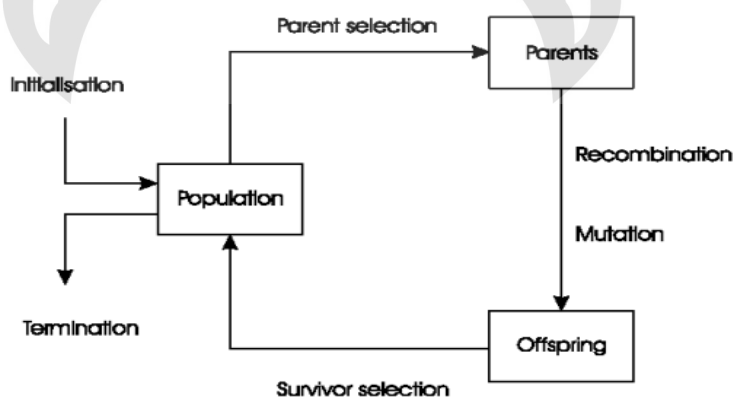 Parent selection
Parents
Initialisation
Recombination
Population
Mutation
Termination
Offspring
Survivor selection